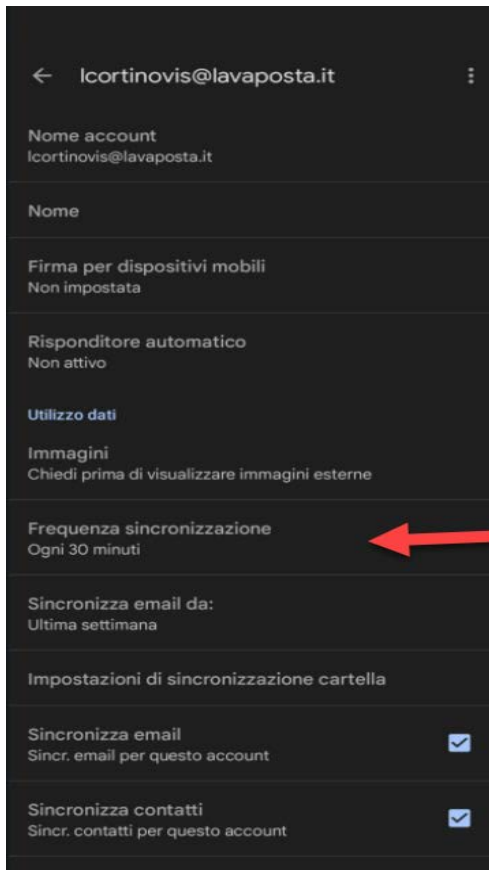 lcortinovis@lavaposta.it
Nome account
lcortinovis@lavaposta.it
Nome
Firma per dispositivi mobili
Non impostata
Risponditore automatico
Non attivo
Utilizzo dati
Immagini
Chiedi prima di visualizzare immagini esterne
Frequenza sincronizzazione
Ogni 30 minuti
Sincronizza email da:
Ultima settimana
Impostazioni di sincronizzazione cartella
Sincronizza email
Sincr. email per questo account
Sincronizza contatti
Sincr. contatti per questo account